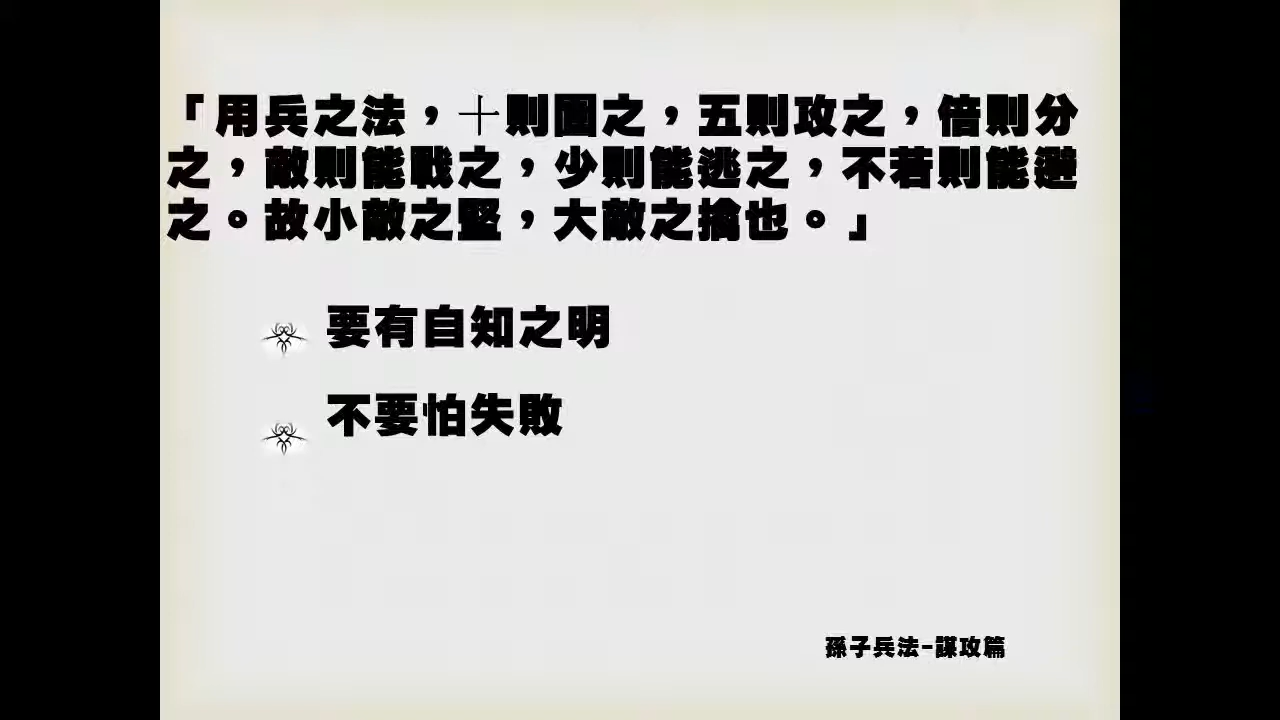 「用兵之法，十則圍之，五則攻之，倍則分
之，敵則能戰之，少則能逃之，不若則能避
之。故小敵之堅，大敵之擒也。」
要有自知之明
不要怕失敗
孫子兵法-謀攻篇